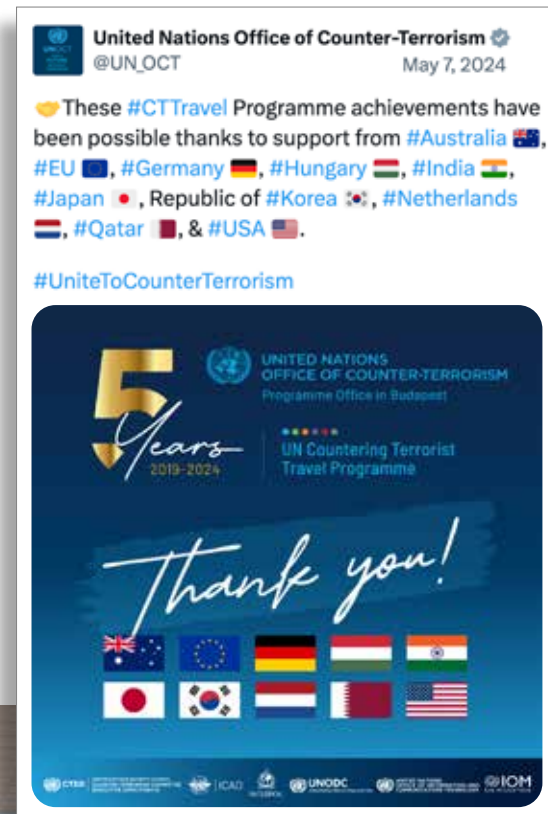 United Nations Office of Counter-Terrorism
@UN_OCT
May 7, 2024
🤝These #CTTravel Programme achievements have
been possible thanks to support from #Australia 🇦🇺,
#EU 🇪🇺, #Germany 🇩🇪, #Hungary 🇭🇺, #India 🇮🇳,
#Japan 🇯🇵, Republic of #Korea 🇰🇷, #Netherlands
🇳🇱, #Qatar 🇶🇦, & #USA 🇺🇸.
#UniteToCounterTerrorism
5
Years
2019-2024
UNITED NATIONS
OFFICE OF COUNTER-TERRORISM
Programme Office in Budapest
UN Countering Terrorist
Travel Programme
Thank you!
CTED
ICAO
INTERPOL
UNODC
IOM